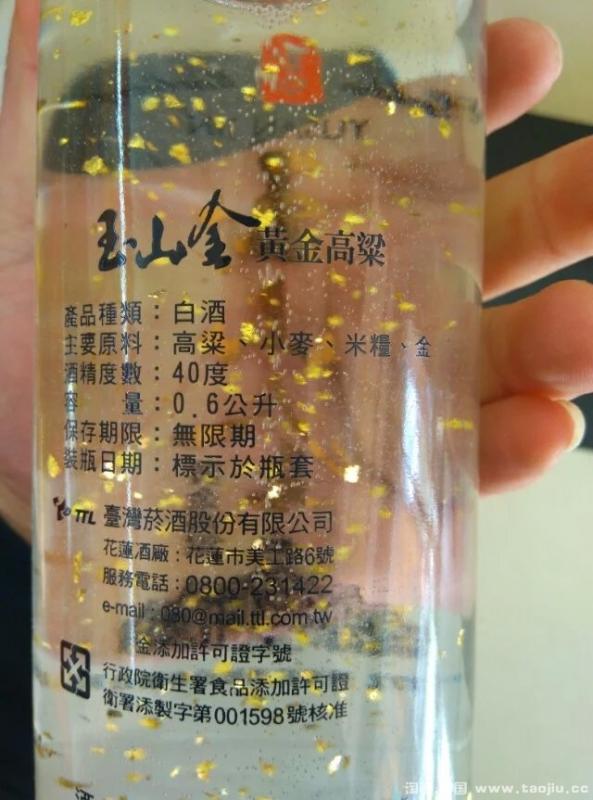 玉山金 黃金高粱
產品種類：白酒
主要原料：高粱、小麥、米糧、金
酒精度數：40度
容量：0.6公升
保存期限：無限期
裝瓶日期：標示於瓶套
TTL 臺灣菸酒股份有限公司
花蓮酒廠：花蓮市美工路6號
服務電話：0800-231422
e-mail：080@mail.ttl.com.tw
金添加許可證字號
行政院衛生署食品添加許可證
衛署添製字第001598號核准
www.taojiu.cc